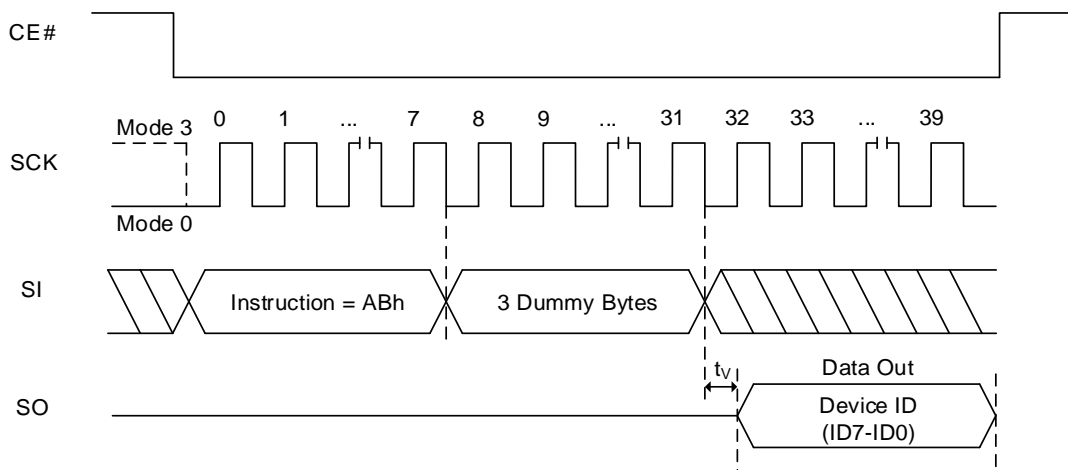 CE#
0 1 ... 7 8 9 ... 31 32 33 ... 39
Mode 3
SCK
Mode 0
SI
Instruction = ABh
3 Dummy Bytes
tV
Data Out
SO
Device ID
(ID7-ID0)